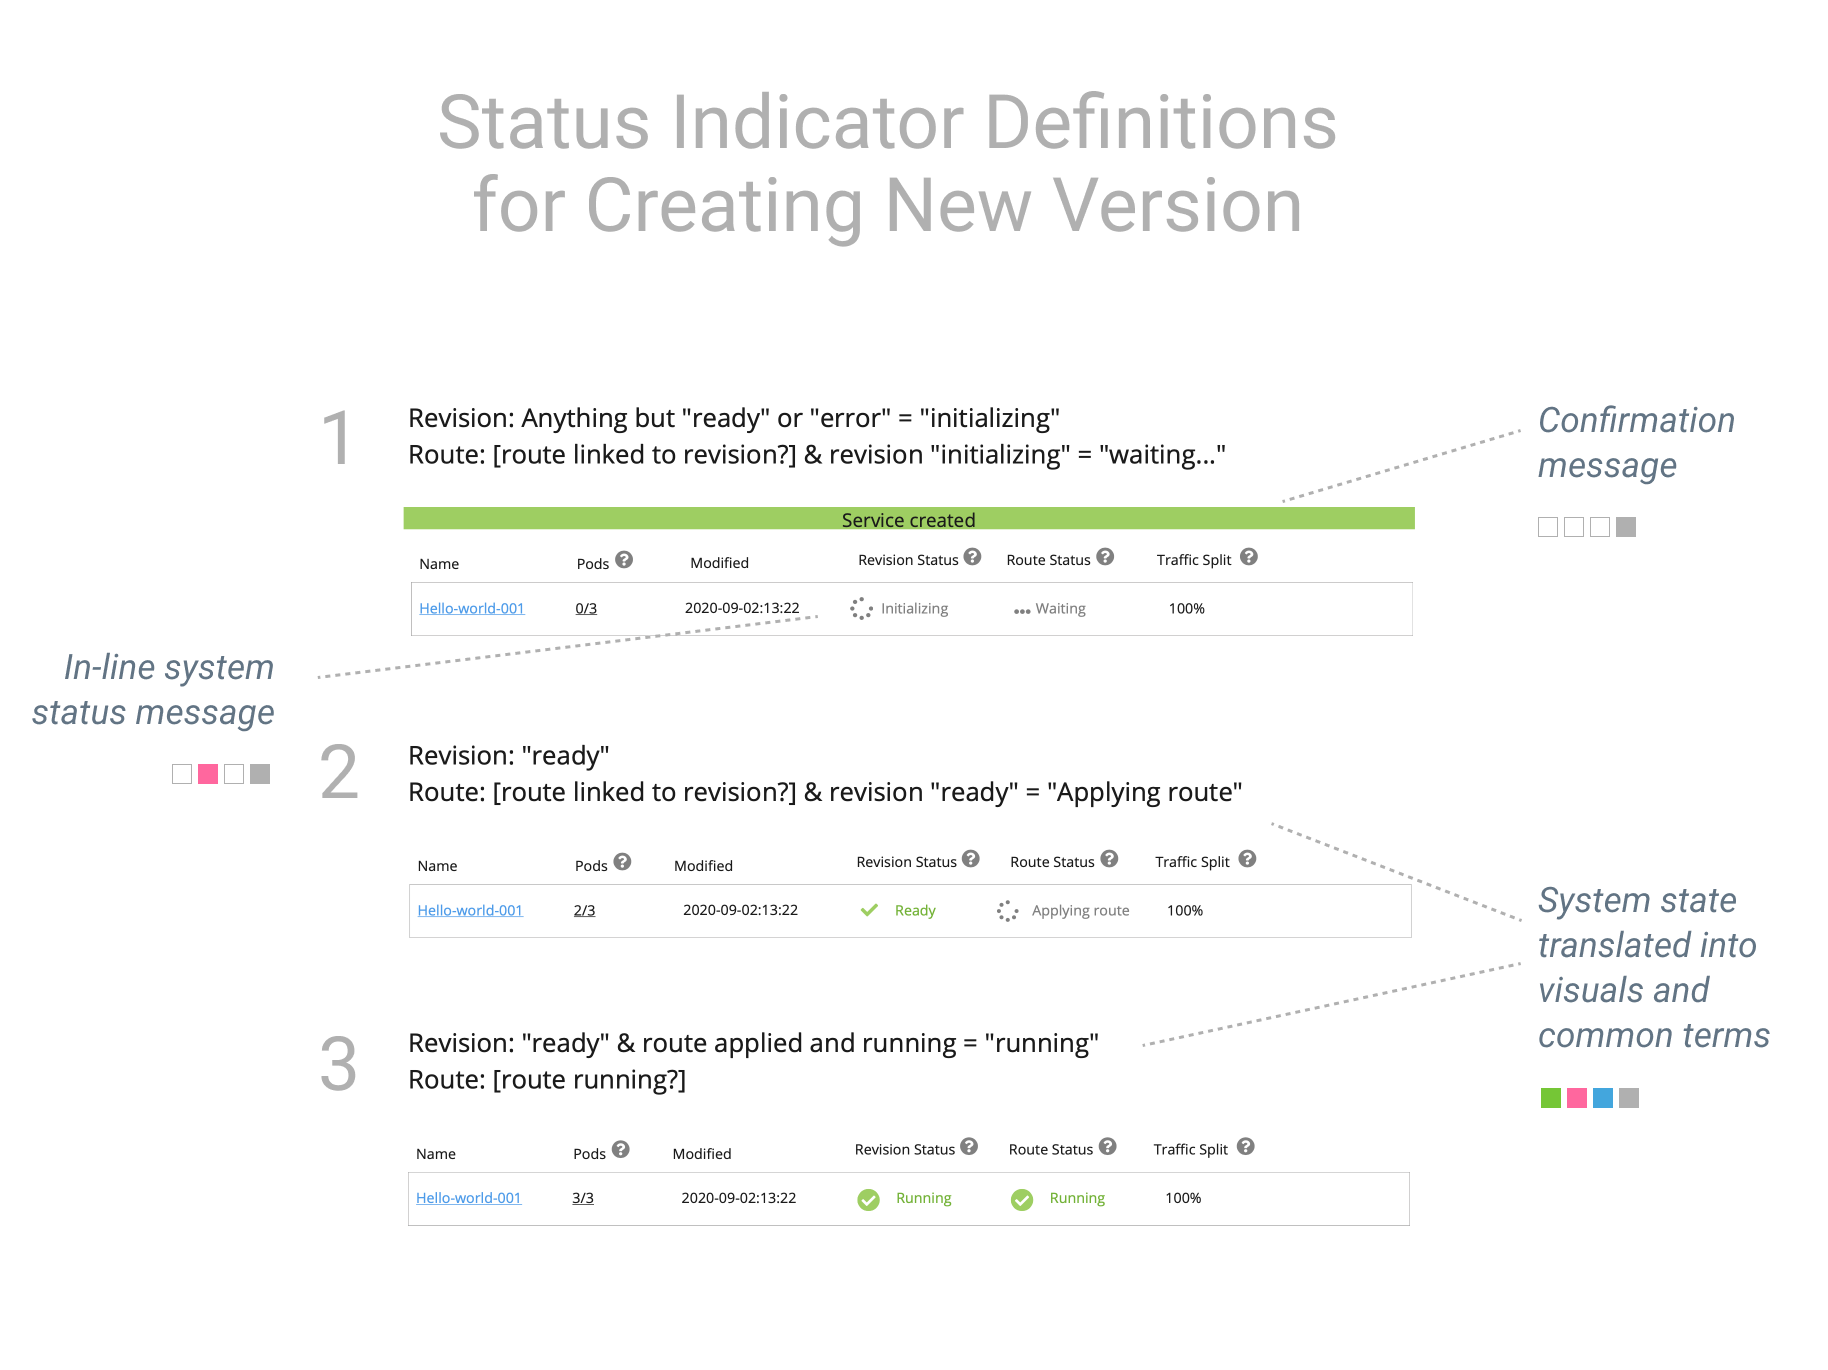 Status Indicator Definitions
for Creating New Version
1
Revision: Anything but "ready" or "error" = "initializing"
Route: [route linked to revision?] & revision "initializing" = "waiting..."
Confirmation
message
Service created
Name Pods ? Modified Revision Status ? Route Status ? Traffic Split ?
Hello-world-001 0/3 2020-09-02:13:22 Initializing Waiting 100%
In-line system
status message
2
Revision: "ready"
Route: [route linked to revision?] & revision "ready" = "Applying route"
Name Pods ? Modified Revision Status ? Route Status ? Traffic Split ?
Hello-world-001 2/3 2020-09-02:13:22 Ready Applying route 100%
System state
translated into
visuals and
common terms
3
Revision: "ready" & route applied and running = "running"
Route: [route running?]
Name Pods ? Modified Revision Status ? Route Status ? Traffic Split ?
Hello-world-001 3/3 2020-09-02:13:22 Running Running 100%